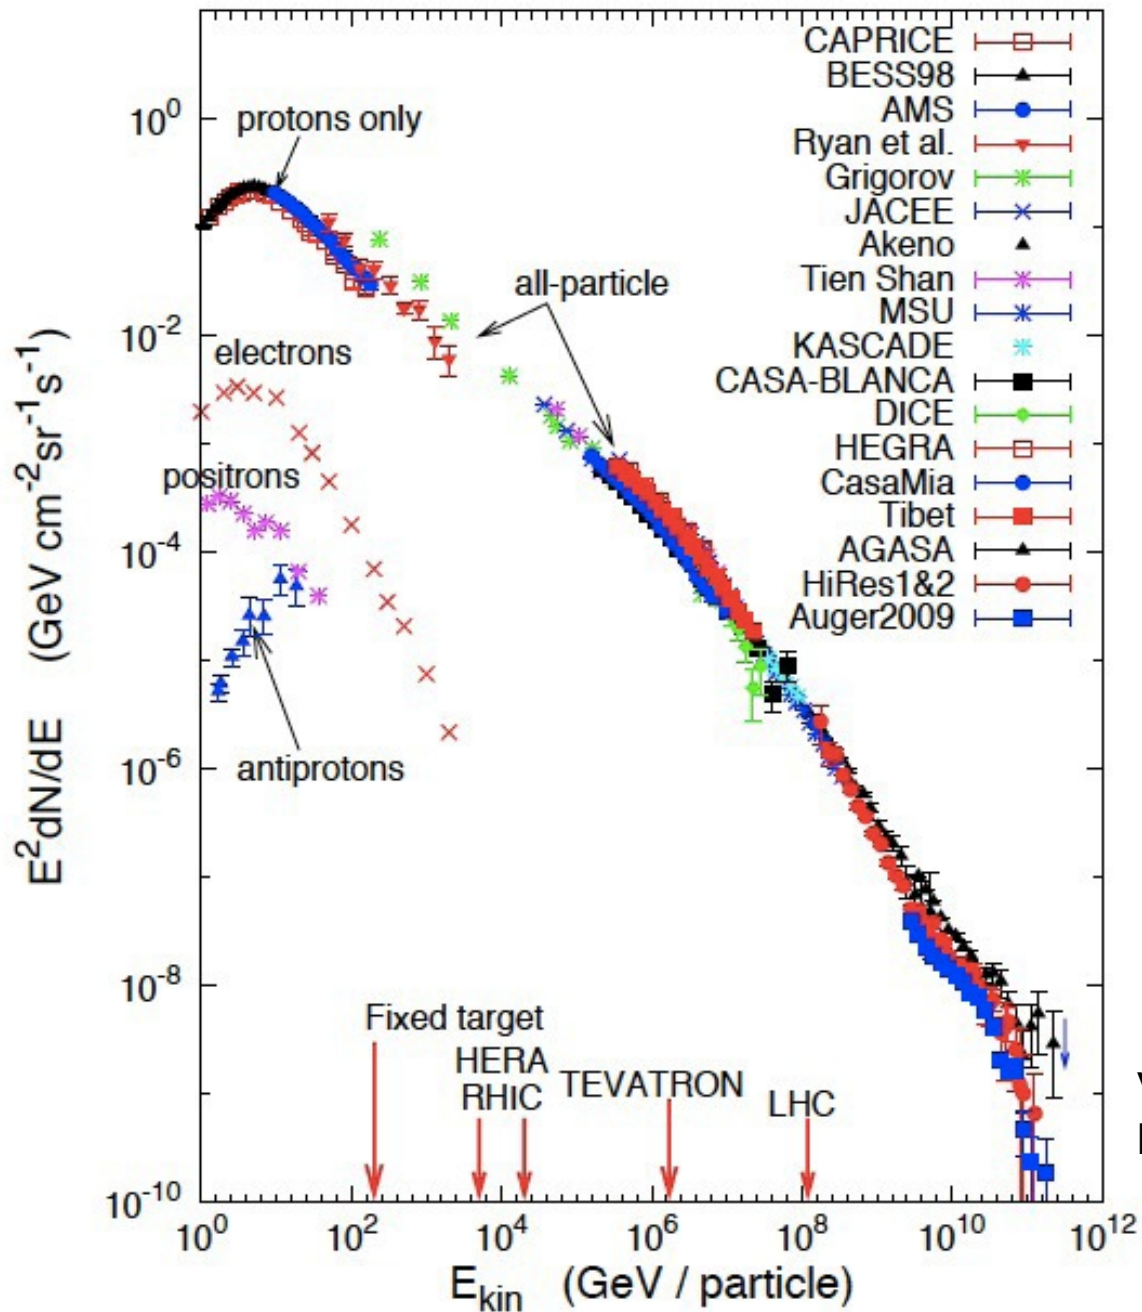 CAPRICE
BESS98
AMS
Ryan et al.
Grigorov
JACEE
Akeno
Tien Shan
MSU
KASCADE
CASA-BLANCA
DICE
HEGRA
CasaMia
Tibet
AGASA
HiRes1&2
Auger2009
protons only
all-particle
electrons
positrons
antiprotons
Fixed target
HERA
RHIC
TEVATRON
LHC
10^0
10^-2
10^-4
10^-6
10^-8
10^-10
E^2dN/dE (GeV cm^-2sr^-1s^-1)
10^0 10^2 10^4 10^6 10^8 10^10 10^12
E_kin (GeV / particle)